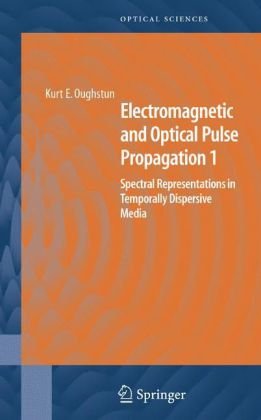 OPTICAL SCIENCES
Kurt E. Oughstun
Electromagnetic
and Optical Pulse
Propagation 1
Spectral Representations in
Temporally Dispersive
Media
Springer